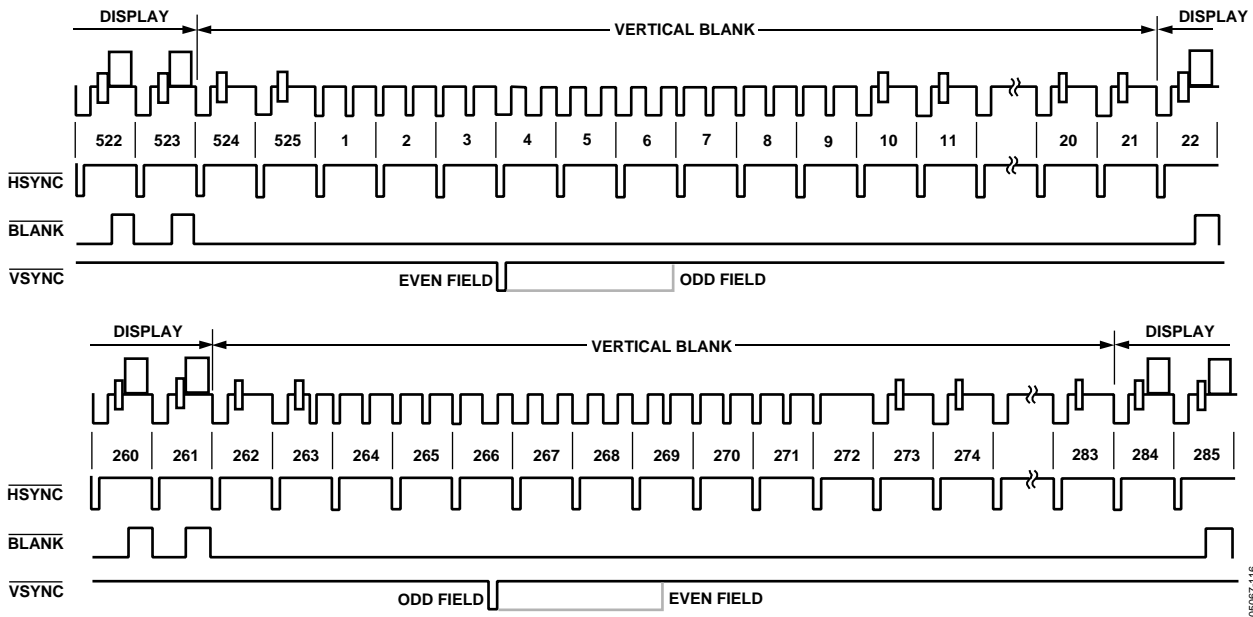 DISPLAY VERTICAL BLANK DISPLAY
522 523 524 525 1 2 3 4 5 6 7 8 9 10 11 20 21 22
HSYNC
BLANK
VSYNC EVEN FIELD ODD FIELD
DISPLAY VERTICAL BLANK DISPLAY
260 261 262 263 264 265 266 267 268 269 270 271 272 273 274 283 284 285
HSYNC
BLANK
VSYNC ODD FIELD EVEN FIELD
05067-116